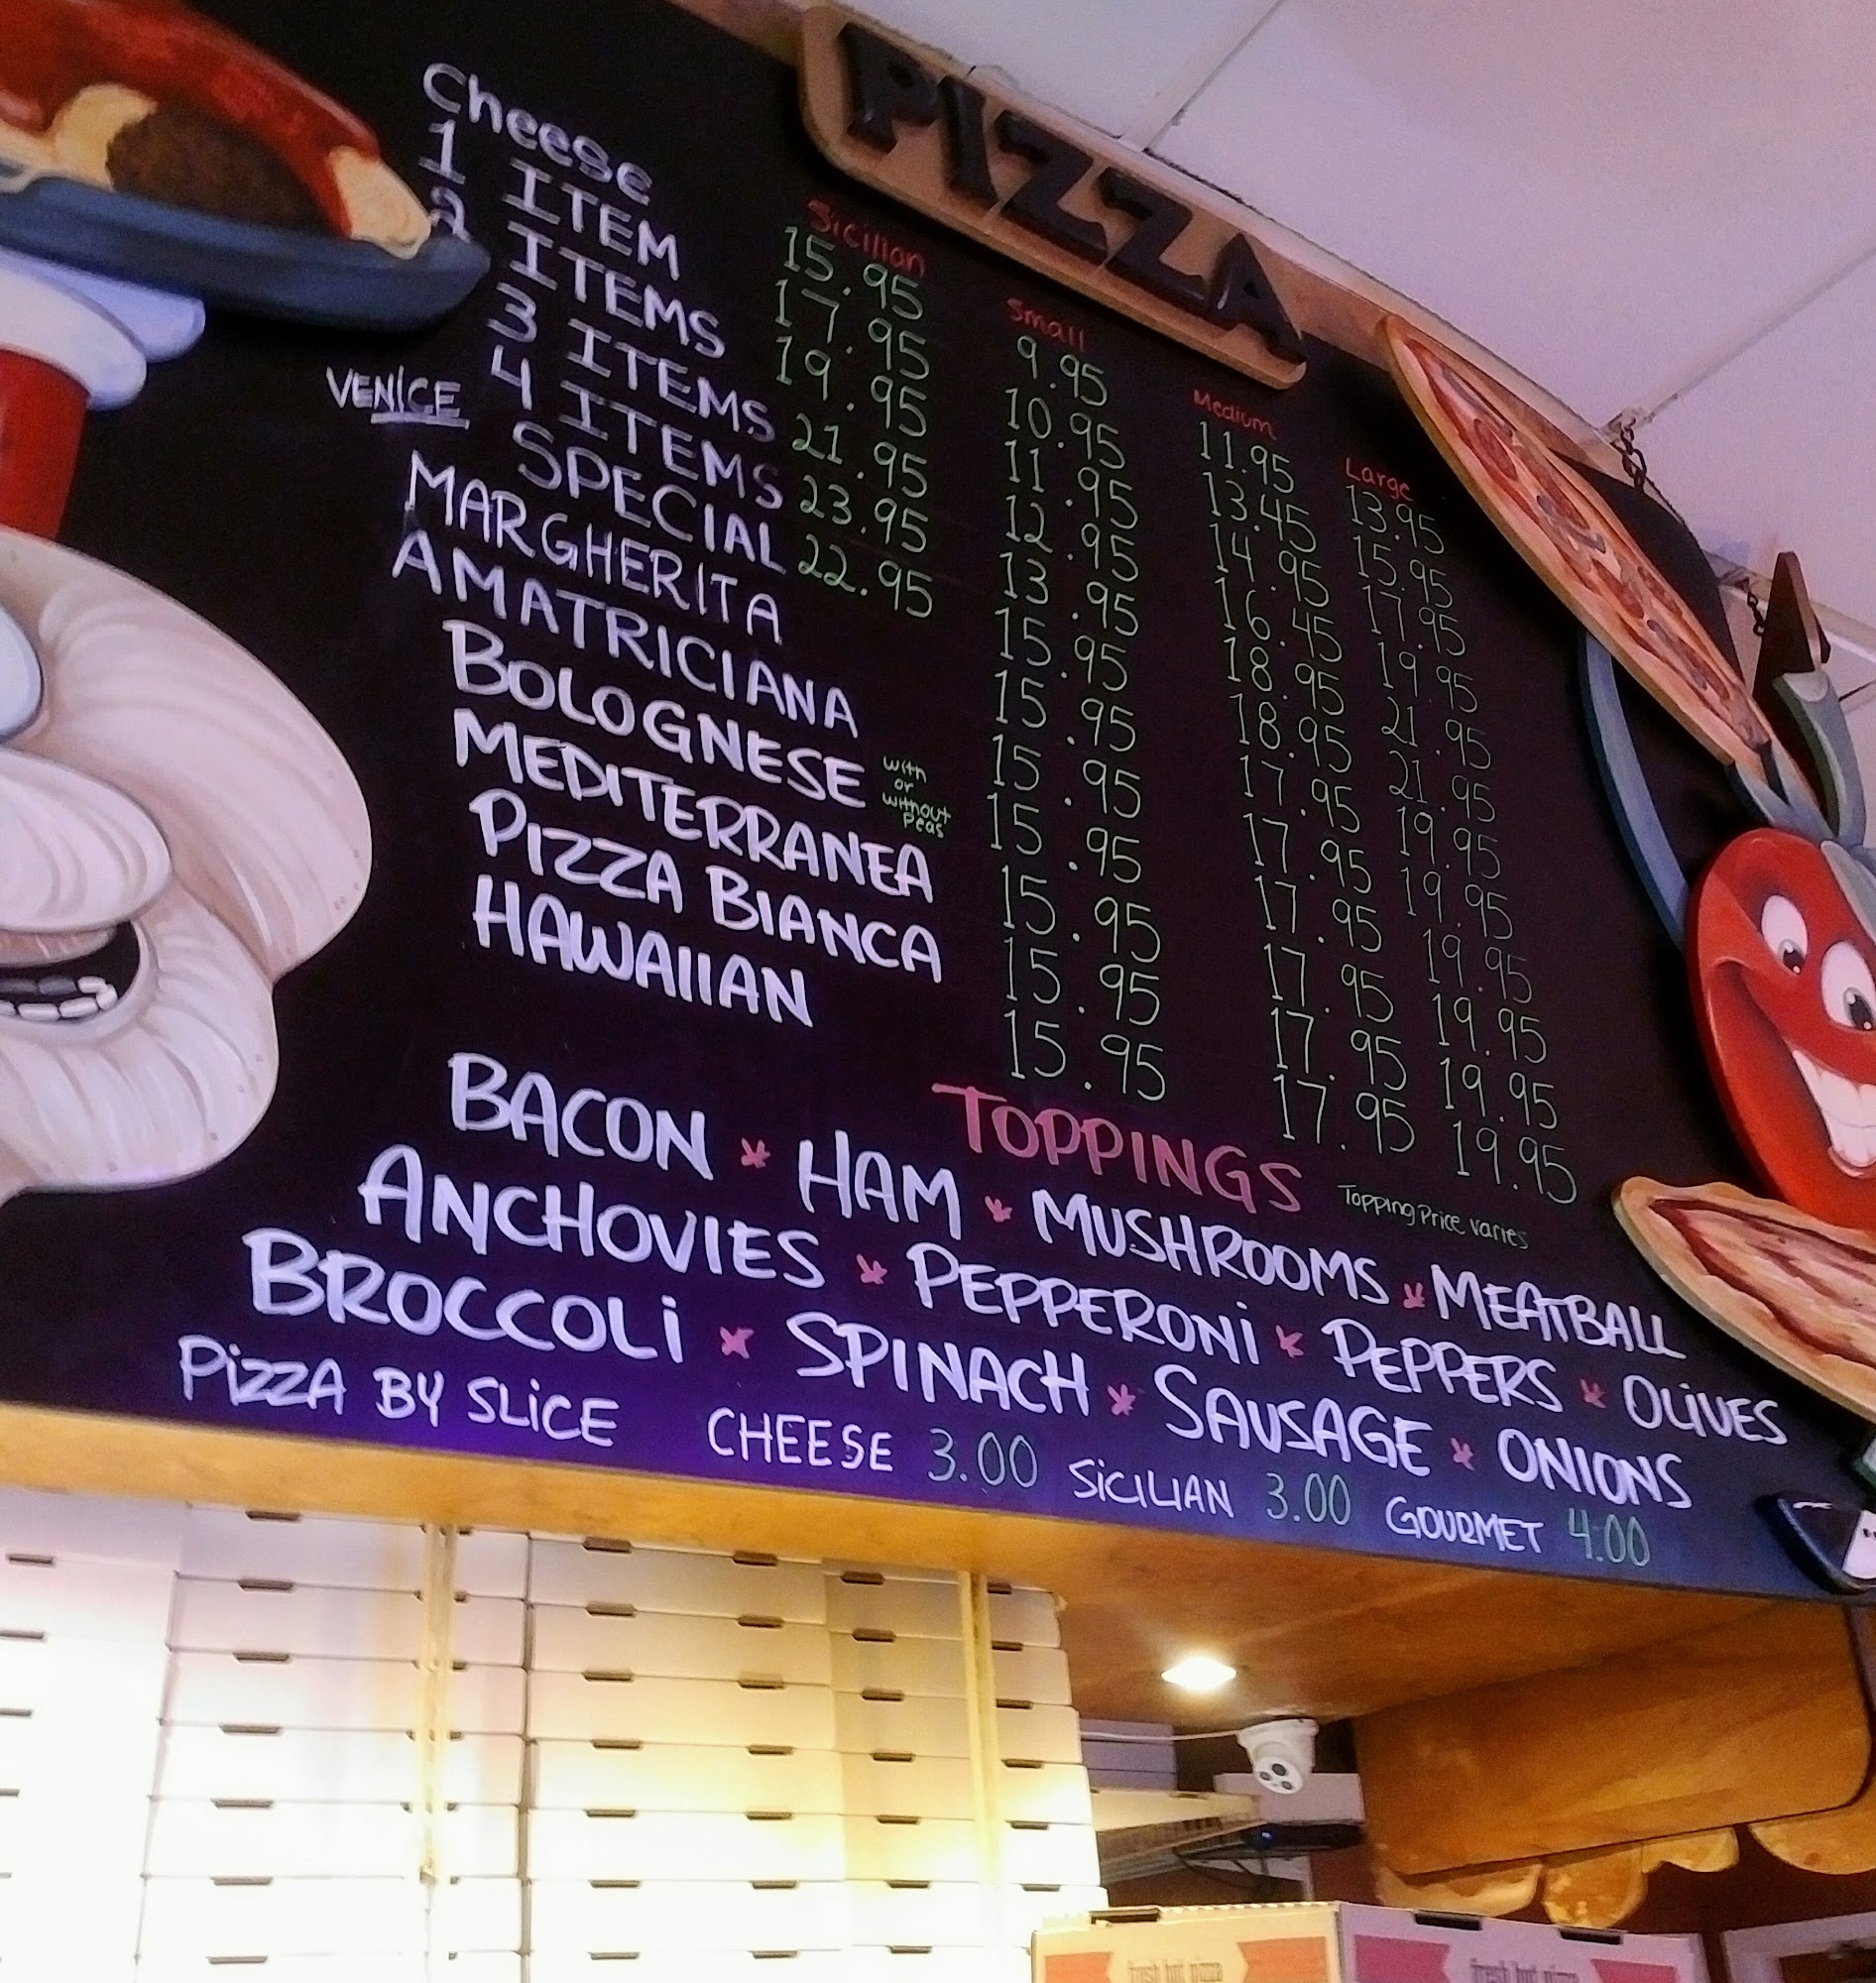 PIZZA
Sicilian Small Medium Large
Cheese 15.95 9.95 11.95 13.95
1 ITEM 17.95 10.95 13.45 15.95
2 ITEMS 19.95 11.95 14.95 17.95
3 ITEMS 21.95 12.95 16.45 19.95
4 ITEMS 23.95 13.95 18.95 21.95
VENICE SPECIAL 22.95 15.95 18.95 21.95
MARGHERITA 15.95 17.95 19.95
AMATRICIANA 15.95 17.95 19.95
BOLOGNESE with or without Peas 15.95 17.95 19.95
MEDITERRANEA 15.95 17.95 19.95
PIZZA BIANCA 15.95 17.95 19.95
HAWAIIAN 15.95 17.95 19.95
TOPPINGS Topping Price varies
BACON * HAM * MUSHROOMS * MEATBALL
ANCHOVIES * PEPPERONI * PEPPERS * OLIVES
BROCCOLI * SPINACH * SAUSAGE * ONIONS
PIZZA BY SLICE CHEESE 3.00 SICILIAN 3.00 GOURMET 4.00
fresh hot pizza
fresh hot pizza